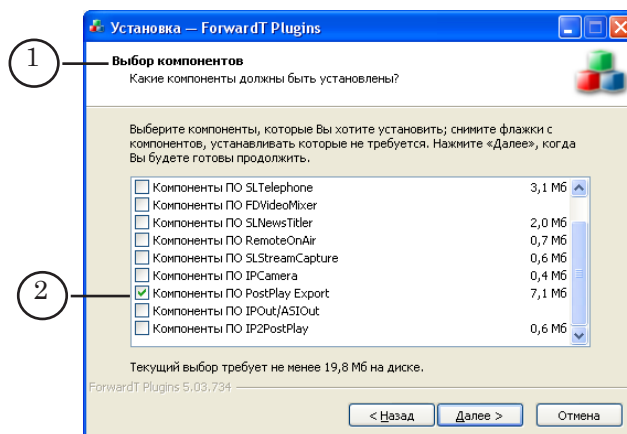 Установка — ForwardT Plugins
1
Выбор компонентов
Какие компоненты должны быть установлены?
Выберите компоненты, которые Вы хотите установить; снимите флажки с
компонентов, устанавливать которые не требуется. Нажмите «Далее», когда
Вы будете готовы продолжить.
Компоненты ПО SLTelephone 3,1 Мб
Компоненты ПО FDVideoMixer
Компоненты ПО SLNewsTitler 2,0 Мб
Компоненты ПО RemoteOnAir 0,7 Мб
Компоненты ПО SLStreamCapture 0,6 Мб
Компоненты ПО IPCamera 0,4 Мб
2
Компоненты ПО PostPlay Export 7,1 Мб
Компоненты ПО IPOut/ASIOut
Компоненты ПО IP2PostPlay 0,6 Мб
Текущий выбор требует не менее 19,8 Мб на диске.
ForwardT Plugins 5.03.734
< Назад Далее > Отмена